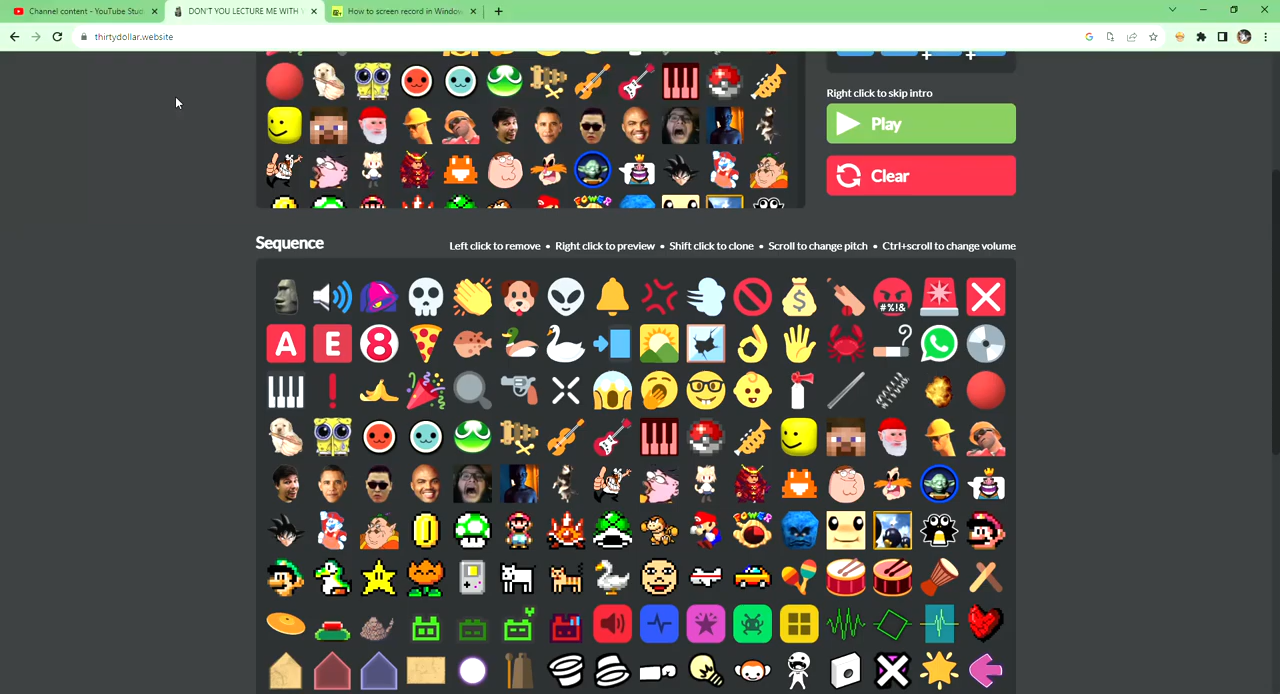 Channel content - YouTube Stud
DON'T YOU LECTURE ME WITH Y
How to screen record in Window
thirtydollar.website
Right click to skip intro
Play
Clear
Sequence
Left click to remove • Right click to preview • Shift click to clone • Scroll to change pitch • Ctrl+scroll to change volume
#%!&
A E 8
POWER